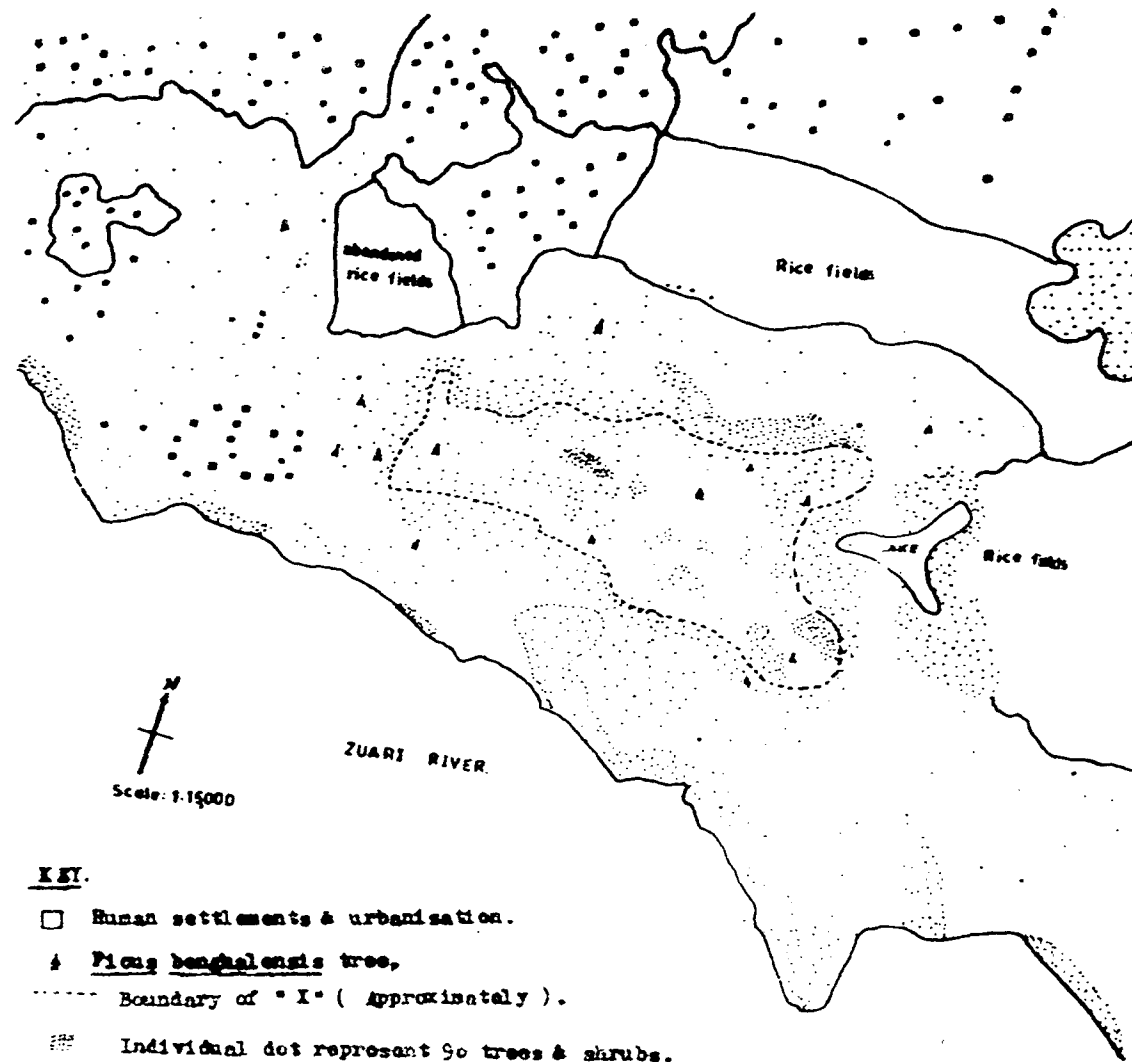 abandoned
rice fields
Rice fields
Rice fields
N
ZUARI RIVER.
Scale: 1:15000
KEY.
Human settlements & urbanisation.
Ficus benghalensis tree,
Boundary of "X" ( Approximately ).
Individual dot represent 90 trees & shrubs.